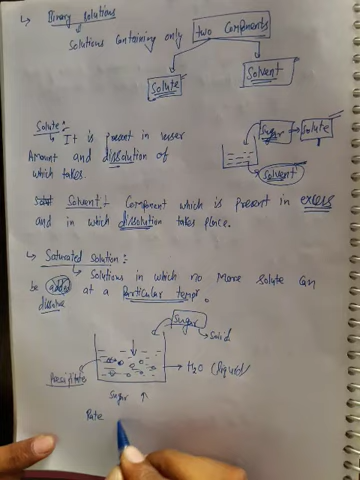 Binary solutions
Solutions Containing only two Components
Solute
Solvent
Solute :-
It is present in lesser
Amount and dissolution of
which takes.
Sugar → Solute
Solvent
Solvent :- Component which is present in excess
and in which dissolution takes place.
Saturated solution :-
Solutions in which no more solute can
be added at a Particular tempr.
dissolve
Sugar
Solid
H₂O (liquid)
Precipitates
Sugar ↑
Rate